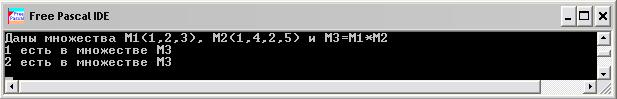 Free Pascal IDE
Даны множества M1(1,2,3), M2(1,4,2,5) и M3=M1*M2
1 есть в множестве M3
2 есть в множестве M3